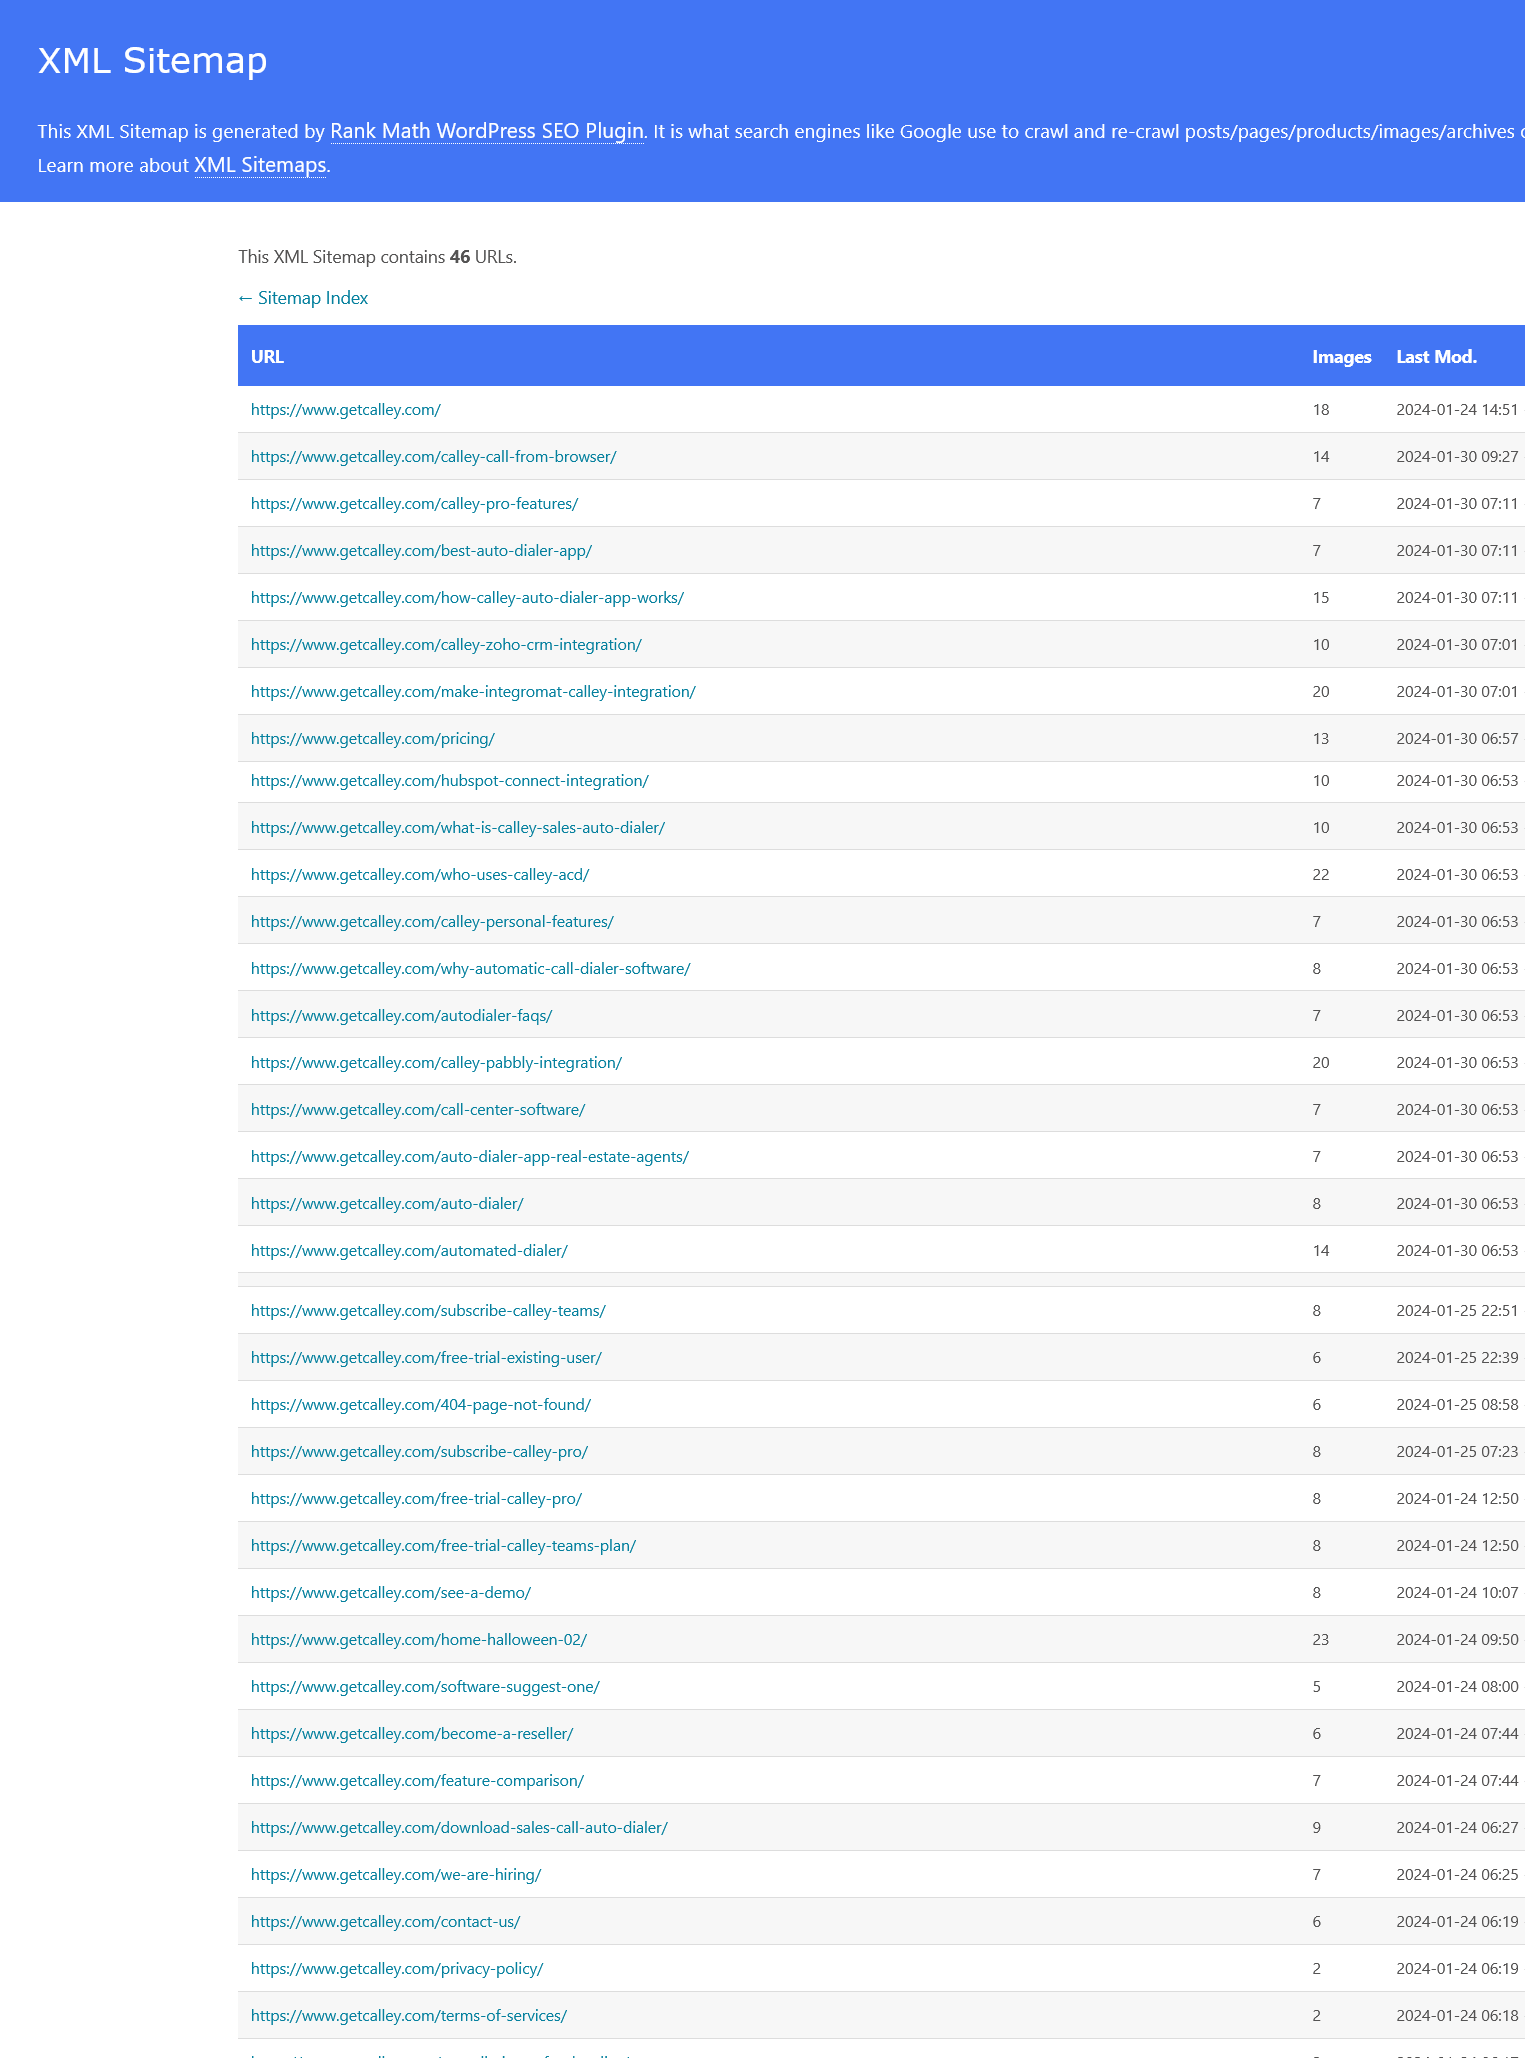 XML Sitemap
This XML Sitemap is generated by Rank Math WordPress SEO Plugin. It is what search engines like Google use to crawl and re-crawl posts/pages/products/images/archives
Learn more about XML Sitemaps.
This XML Sitemap contains 46 URLs.
← Sitemap Index
URL Images Last Mod.
https://www.getcalley.com/ 18 2024-01-24 14:51
https://www.getcalley.com/calley-call-from-browser/ 14 2024-01-30 09:27
https://www.getcalley.com/calley-pro-features/ 7 2024-01-30 07:11
https://www.getcalley.com/best-auto-dialer-app/ 7 2024-01-30 07:11
https://www.getcalley.com/how-calley-auto-dialer-app-works/ 15 2024-01-30 07:11
https://www.getcalley.com/calley-zoho-crm-integration/ 10 2024-01-30 07:01
https://www.getcalley.com/make-integromat-calley-integration/ 20 2024-01-30 07:01
https://www.getcalley.com/pricing/ 13 2024-01-30 06:57
https://www.getcalley.com/hubspot-connect-integration/ 10 2024-01-30 06:53
https://www.getcalley.com/what-is-calley-sales-auto-dialer/ 10 2024-01-30 06:53
https://www.getcalley.com/who-uses-calley-acd/ 22 2024-01-30 06:53
https://www.getcalley.com/calley-personal-features/ 7 2024-01-30 06:53
https://www.getcalley.com/why-automatic-call-dialer-software/ 8 2024-01-30 06:53
https://www.getcalley.com/autodialer-faqs/ 7 2024-01-30 06:53
https://www.getcalley.com/calley-pabbly-integration/ 20 2024-01-30 06:53
https://www.getcalley.com/call-center-software/ 7 2024-01-30 06:53
https://www.getcalley.com/auto-dialer-app-real-estate-agents/ 7 2024-01-30 06:53
https://www.getcalley.com/auto-dialer/ 8 2024-01-30 06:53
https://www.getcalley.com/automated-dialer/ 14 2024-01-30 06:53
https://www.getcalley.com/subscribe-calley-teams/ 8 2024-01-25 22:51
https://www.getcalley.com/free-trial-existing-user/ 6 2024-01-25 22:39
https://www.getcalley.com/404-page-not-found/ 6 2024-01-25 08:58
https://www.getcalley.com/subscribe-calley-pro/ 8 2024-01-25 07:23
https://www.getcalley.com/free-trial-calley-pro/ 8 2024-01-24 12:50
https://www.getcalley.com/free-trial-calley-teams-plan/ 8 2024-01-24 12:50
https://www.getcalley.com/see-a-demo/ 8 2024-01-24 10:07
https://www.getcalley.com/home-halloween-02/ 23 2024-01-24 09:50
https://www.getcalley.com/software-suggest-one/ 5 2024-01-24 08:00
https://www.getcalley.com/become-a-reseller/ 6 2024-01-24 07:44
https://www.getcalley.com/feature-comparison/ 7 2024-01-24 07:44
https://www.getcalley.com/download-sales-call-auto-dialer/ 9 2024-01-24 06:27
https://www.getcalley.com/we-are-hiring/ 7 2024-01-24 06:25
https://www.getcalley.com/contact-us/ 6 2024-01-24 06:19
https://www.getcalley.com/privacy-policy/ 2 2024-01-24 06:19
https://www.getcalley.com/terms-of-services/ 2 2024-01-24 06:18